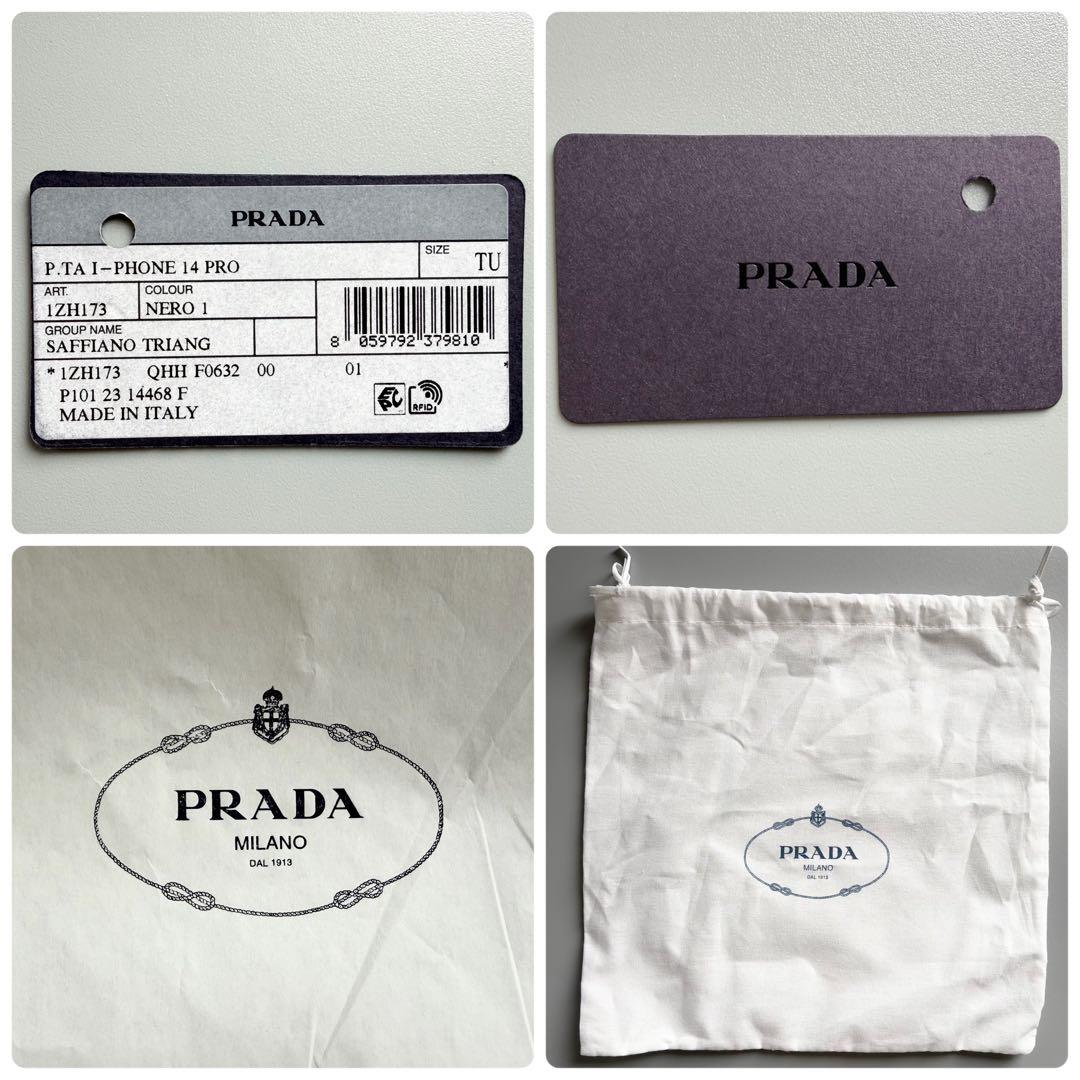 PRADA
P.TA I-PHONE 14 PRO
SIZE
TU
ART.
1ZH173
COLOUR
NERO 1
GROUP NAME
SAFFIANO TRIANG
8 059792 379810
* 1ZH173 QHH F0632 00 01 *
P101 23 14468 F
MADE IN ITALY
EPC
RFID
PRADA
PRADA
MILANO
DAL 1913
PRADA
MILANO
DAL 1913